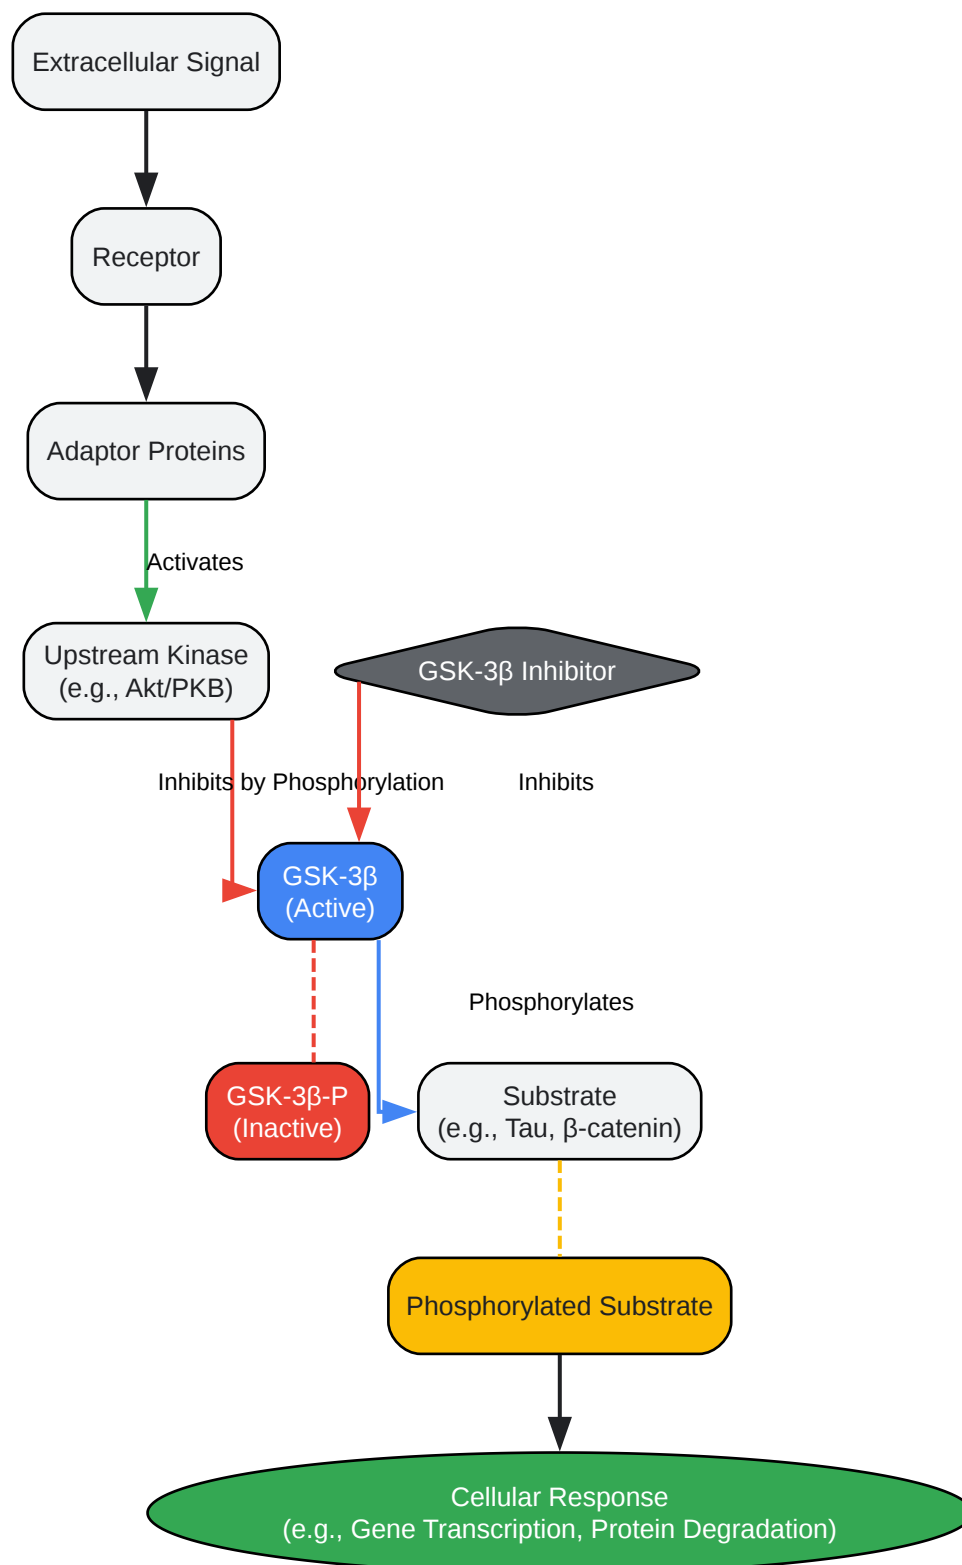 Extracellular Signal
Receptor
Adaptor Proteins
Activates
Upstream Kinase
(e.g., Akt/PKB)
GSK-3β Inhibitor
Inhibits by Phosphorylation
Inhibits
GSK-3β
(Active)
Phosphorylates
GSK-3β-P
(Inactive)
Substrate
(e.g., Tau, β-catenin)
Phosphorylated Substrate
Cellular Response
(e.g., Gene Transcription, Protein Degradation)